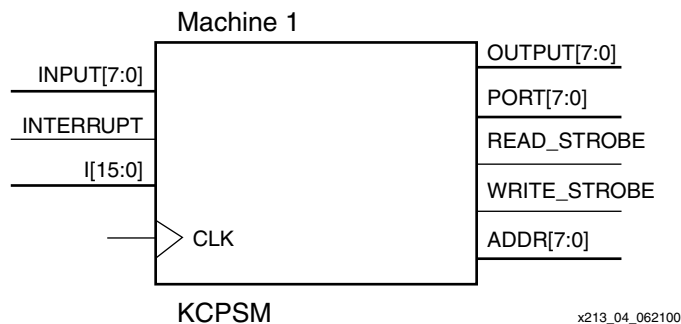 Machine 1
INPUT[7:0]
INTERRUPT
I[15:0]
CLK
OUTPUT[7:0]
PORT[7:0]
READ_STROBE
WRITE_STROBE
ADDR[7:0]
KCPSM
x213_04_062100